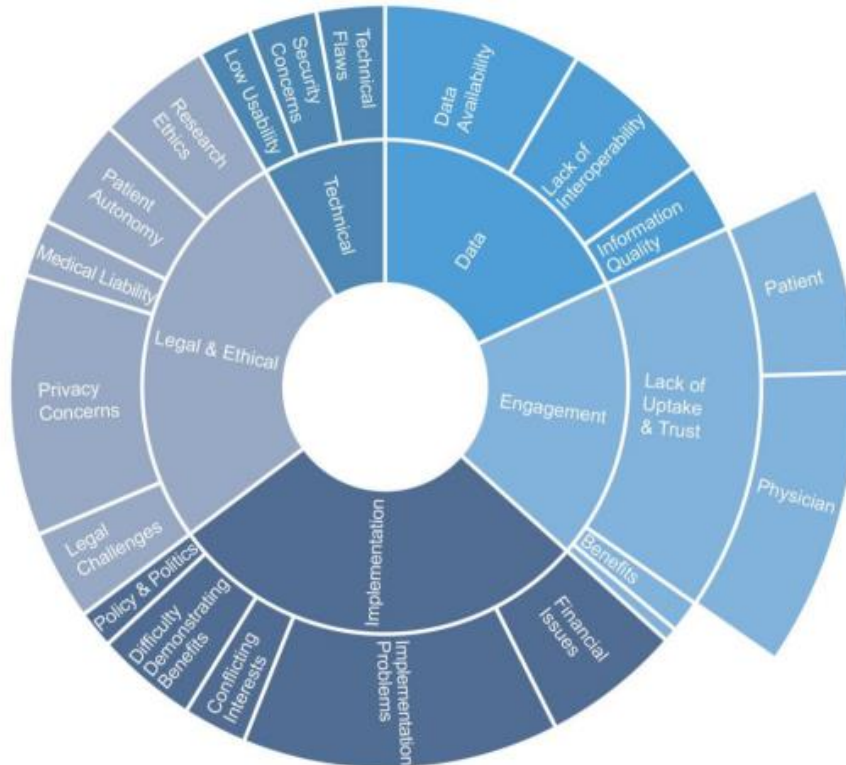 Technical
Flaws
Security
Concerns
Low Usability
Research
Ethics
Patient
Autonomy
Medical Liability
Privacy
Concerns
Legal
Challenges
Legal & Ethical
Technical
Data
Availability
Lack of
Interoperability
Information
Quality
Data
Engagement
Lack of
Uptake
& Trust
Patient
Physician
Benefits
Implementation
Policy & Politics
Difficulty
Demonstrating
Benefits
Conflicting
Interests
Implementation
Problems
Financial
Issues